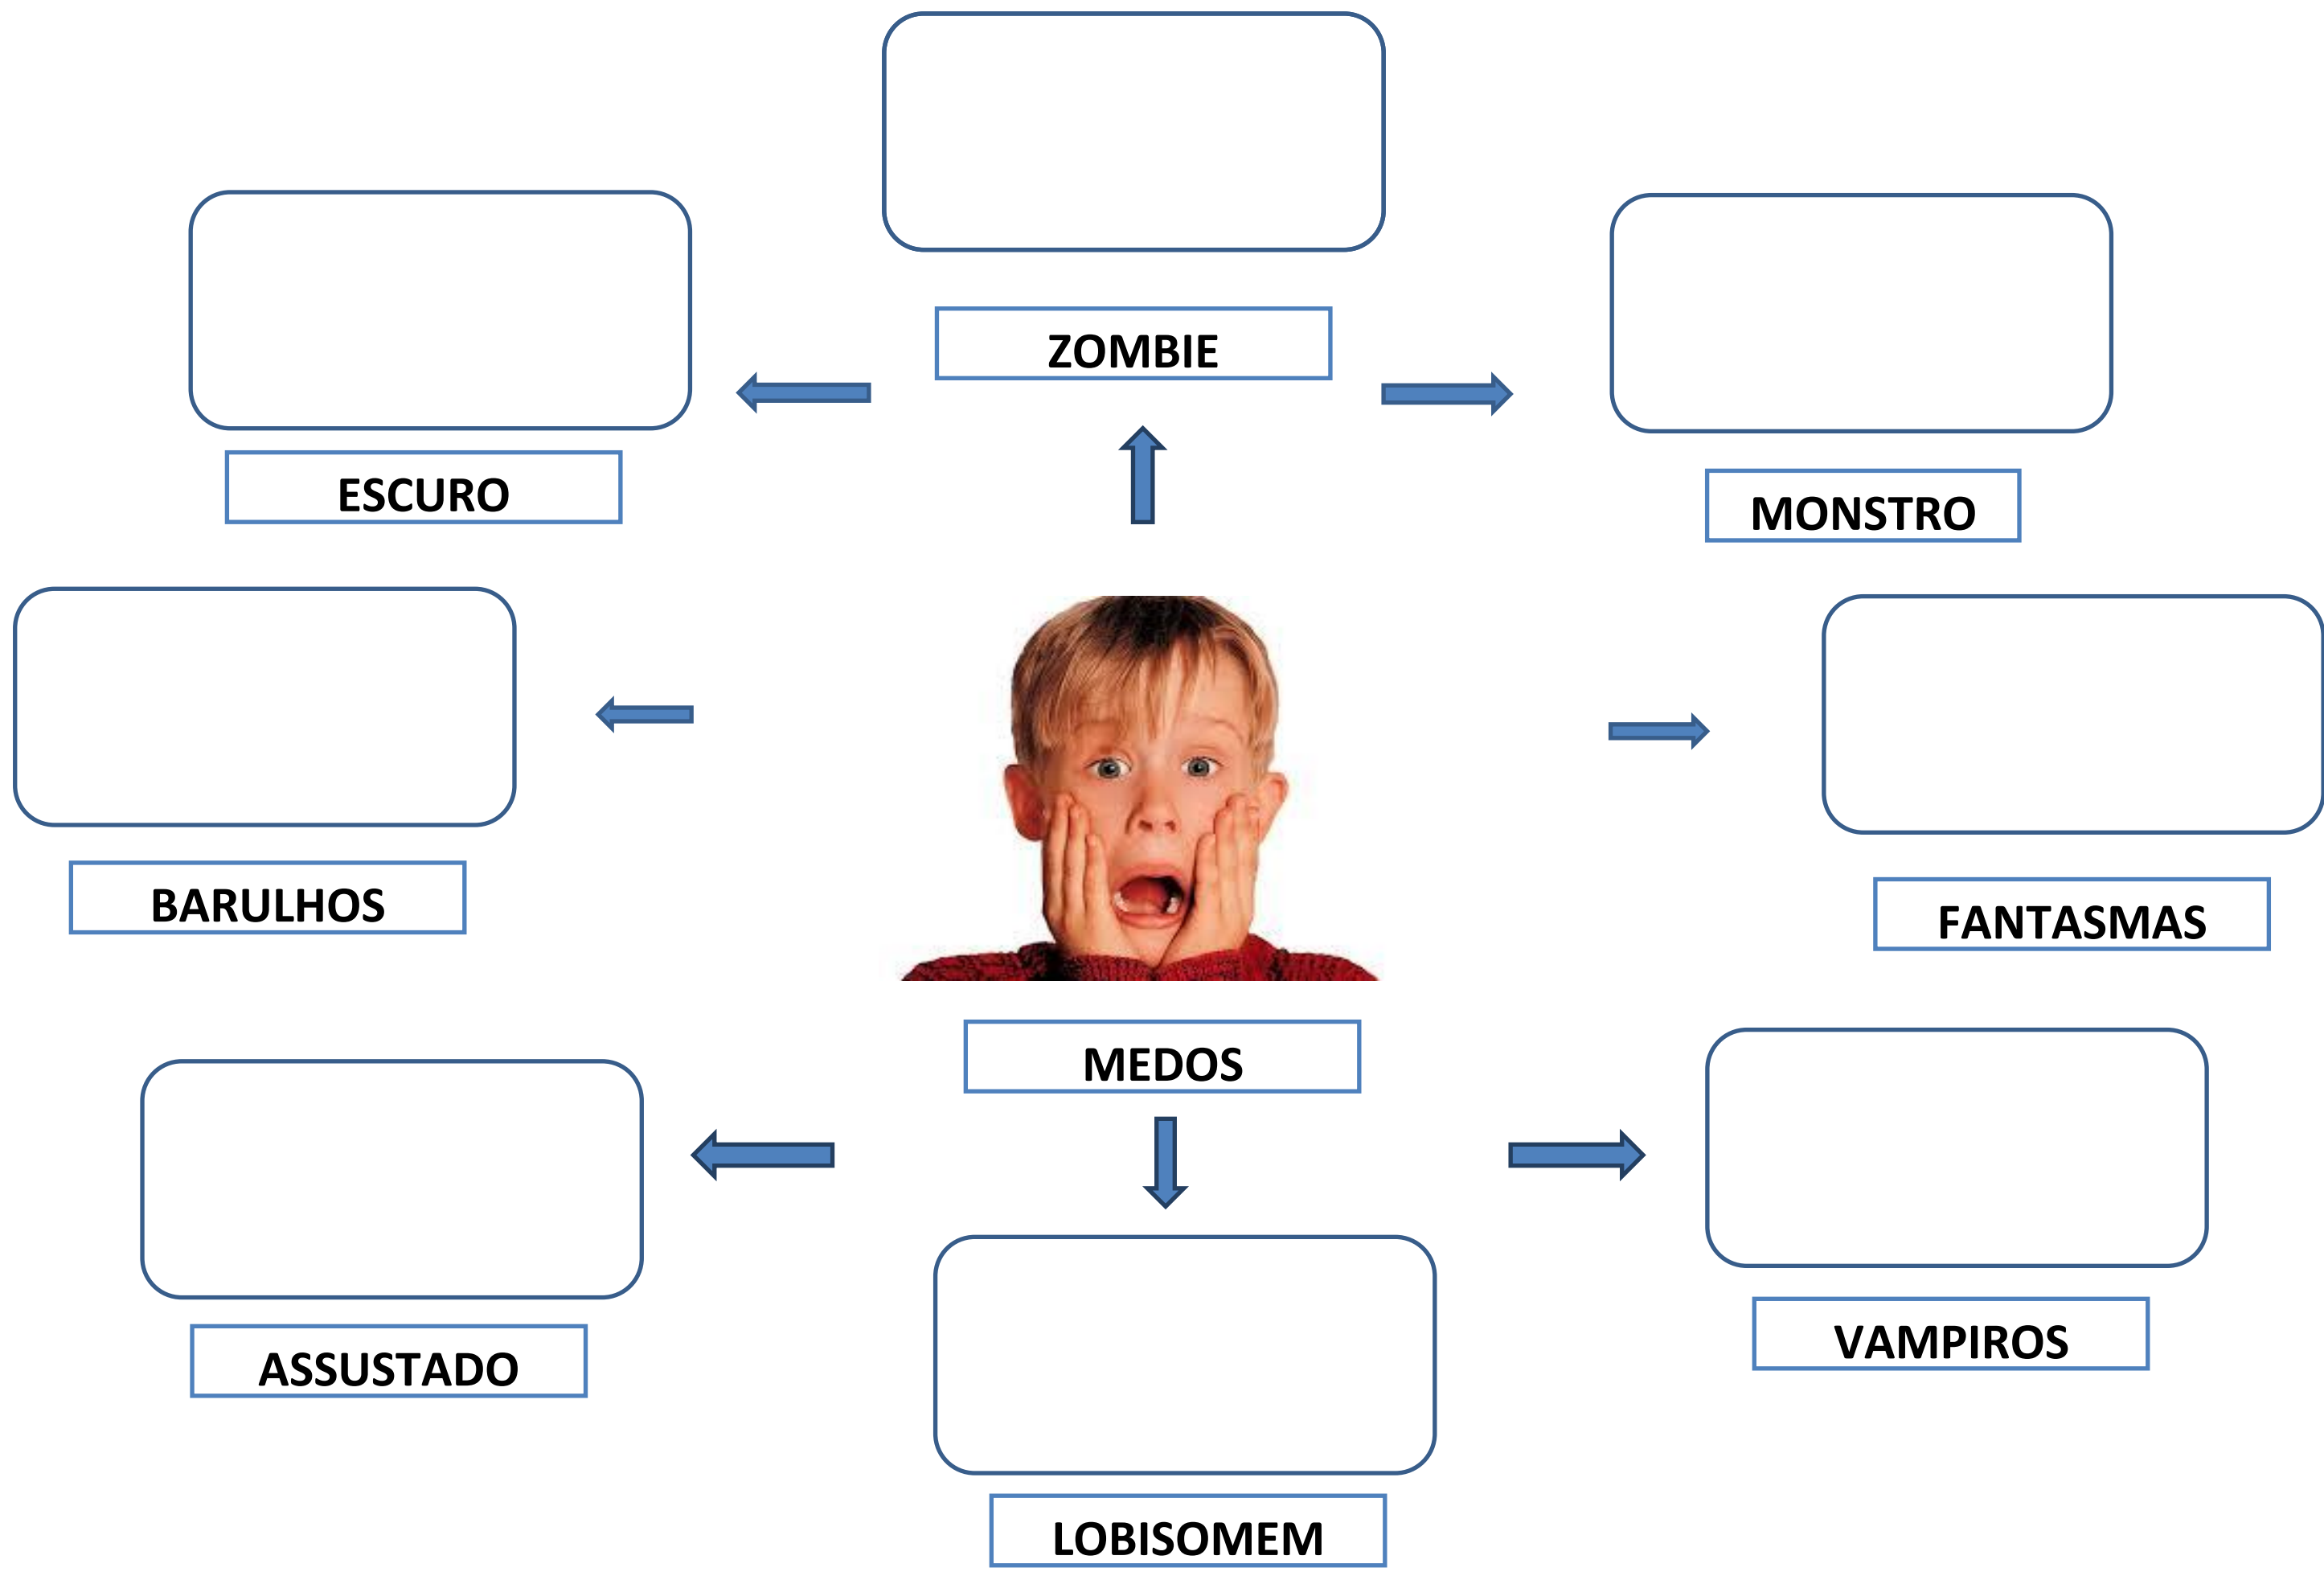 ZOMBIE
ESCURO
MONSTRO
BARULHOS
FANTASMAS
MEDOS
VAMPIROS
ASSUSTADO
LOBISOMEM